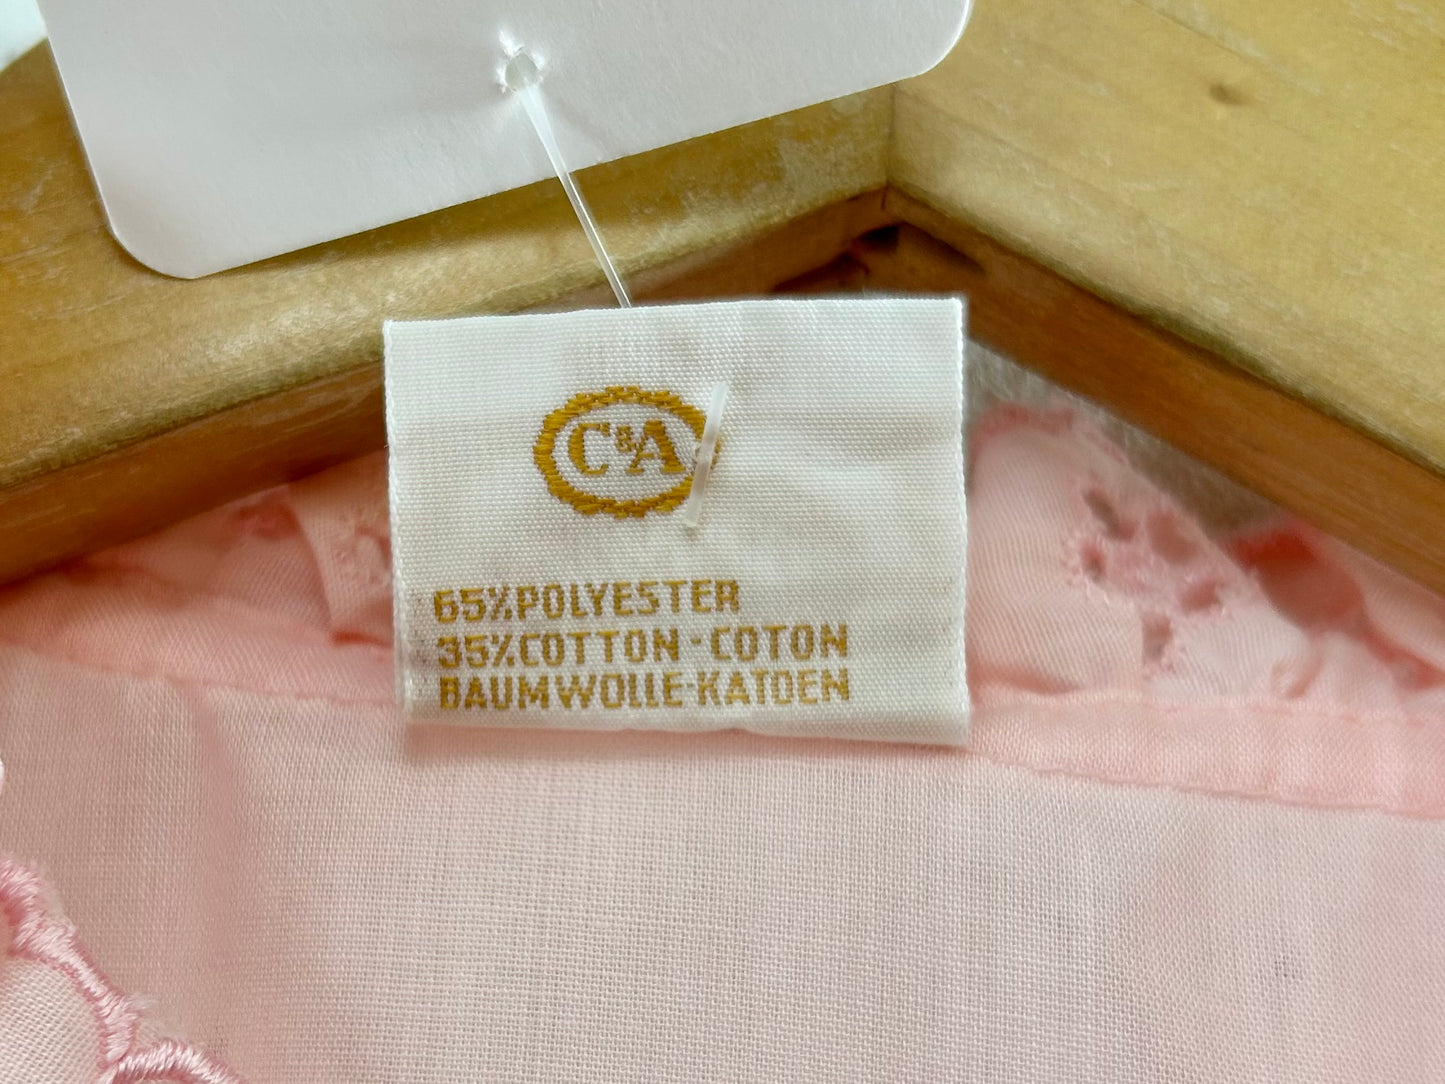 C&A
65%POLYESTER
35%COTTON-COTON
BAUMWOLLE-KATOEN